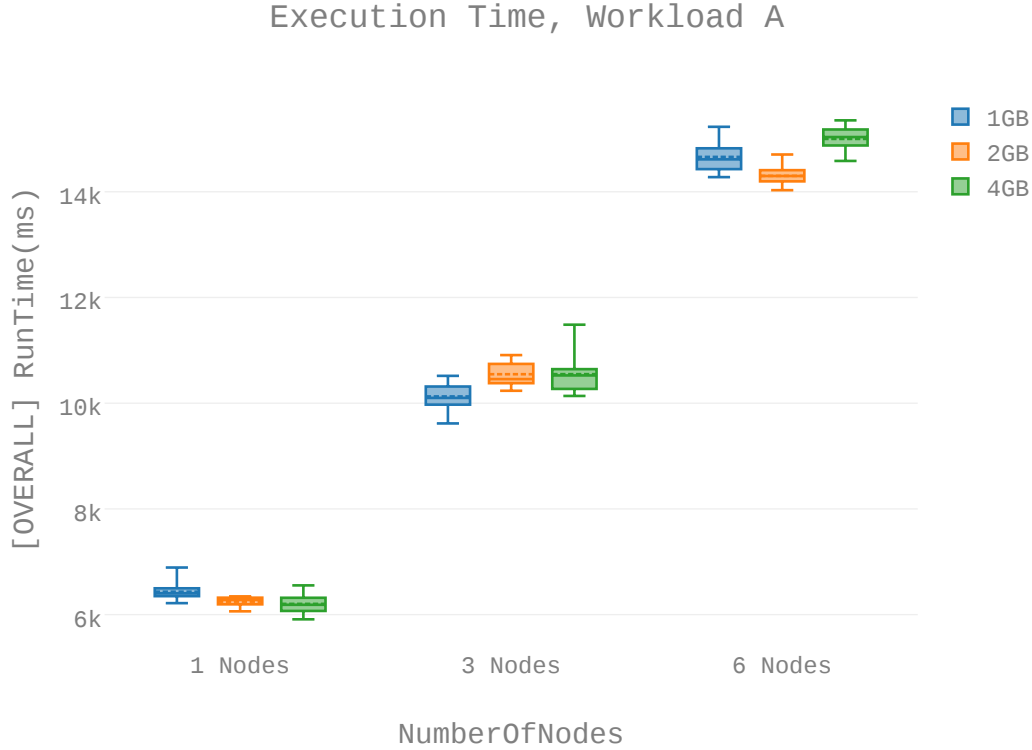 Execution Time, Workload A
1GB
2GB
4GB
[OVERALL] RunTime(ms)
14k
12k
10k
8k
6k
1 Nodes
3 Nodes
6 Nodes
NumberOfNodes